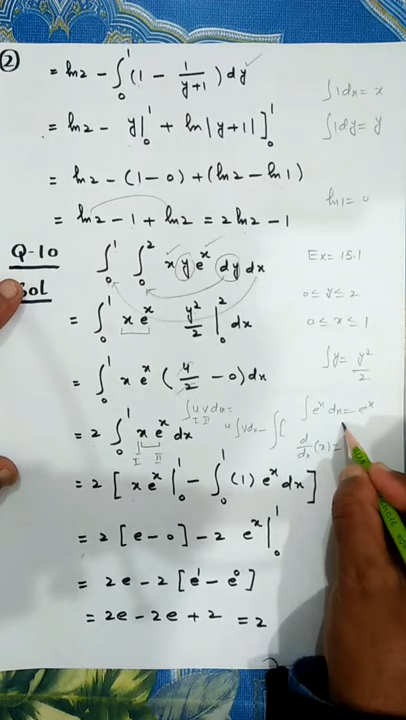 ②
= ln2 - ∫₀¹ (1 - 1/(y+1)) dy ✓
∫1dx = x
= ln2 - y|₀¹ + ln|y+1|]₀¹
∫1dy = y
= ln2 - (1-0) + (ln2 - ln1)
ln1 = 0
= ln2 - 1 + ln2 = 2ln2 - 1
Q-10
∫₀¹ ∫₀² x y eˣ dy dx
Ex = 15.1
Sol
0 ≤ y ≤ 2
= ∫₀¹ x eˣ y²/2 |₀² dx
0 ≤ x ≤ 1
∫y = y²/2
= ∫₀¹ x eˣ (4/2 - 0) dx
∫u v dx =
I II
u∫vdx - ∫[
∫eˣ dx = eˣ
= 2 ∫₀¹ x eˣ dx
I II
d/dx (x) =
= 2 [ x eˣ |₀¹ - ∫₀¹ (1) eˣ dx ]
= 2 [e - 0] - 2 eˣ |₀¹
= 2e - 2 [e¹ - e⁰]
= 2e - 2e + 2 = 2